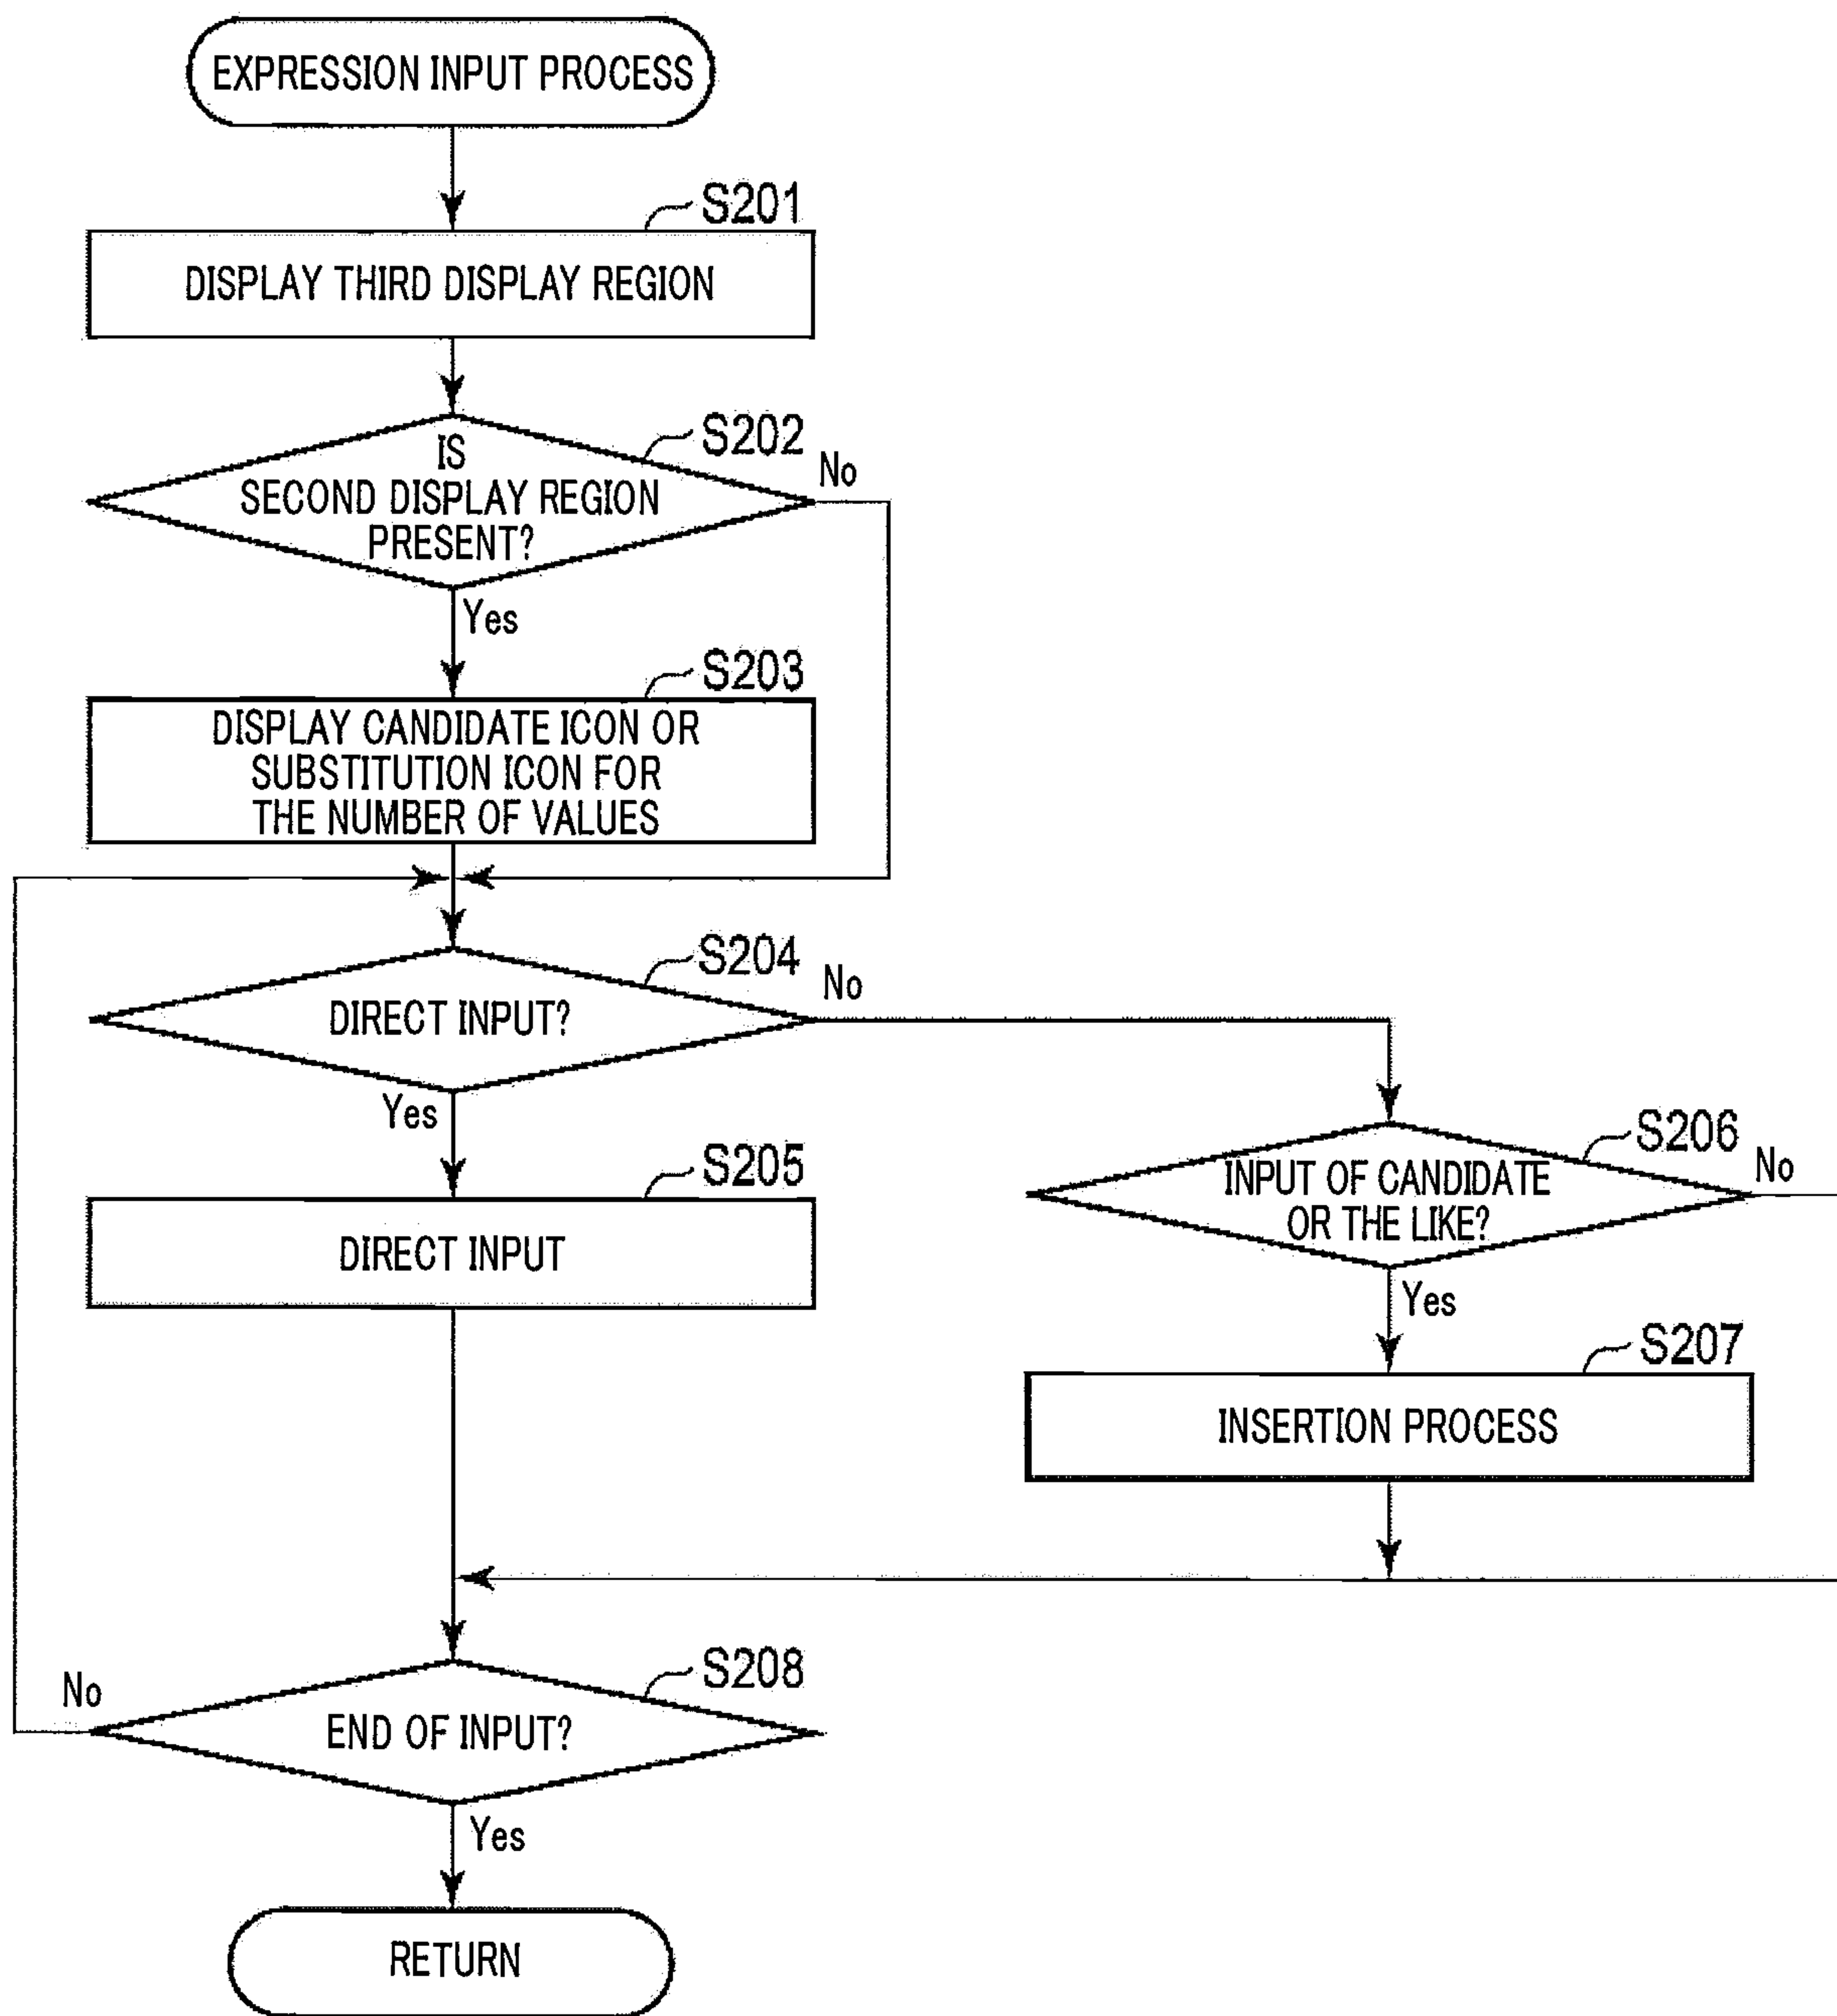 EXPRESSION INPUT PROCESS
S201
DISPLAY THIRD DISPLAY REGION
S202
IS
SECOND DISPLAY REGION
PRESENT?
No
Yes
S203
DISPLAY CANDIDATE ICON OR
SUBSTITUTION ICON FOR
THE NUMBER OF VALUES
S204
DIRECT INPUT?
No
Yes
S205
DIRECT INPUT
S206
INPUT OF CANDIDATE
OR THE LIKE?
No
Yes
S207
INSERTION PROCESS
S208
END OF INPUT?
No
Yes
RETURN